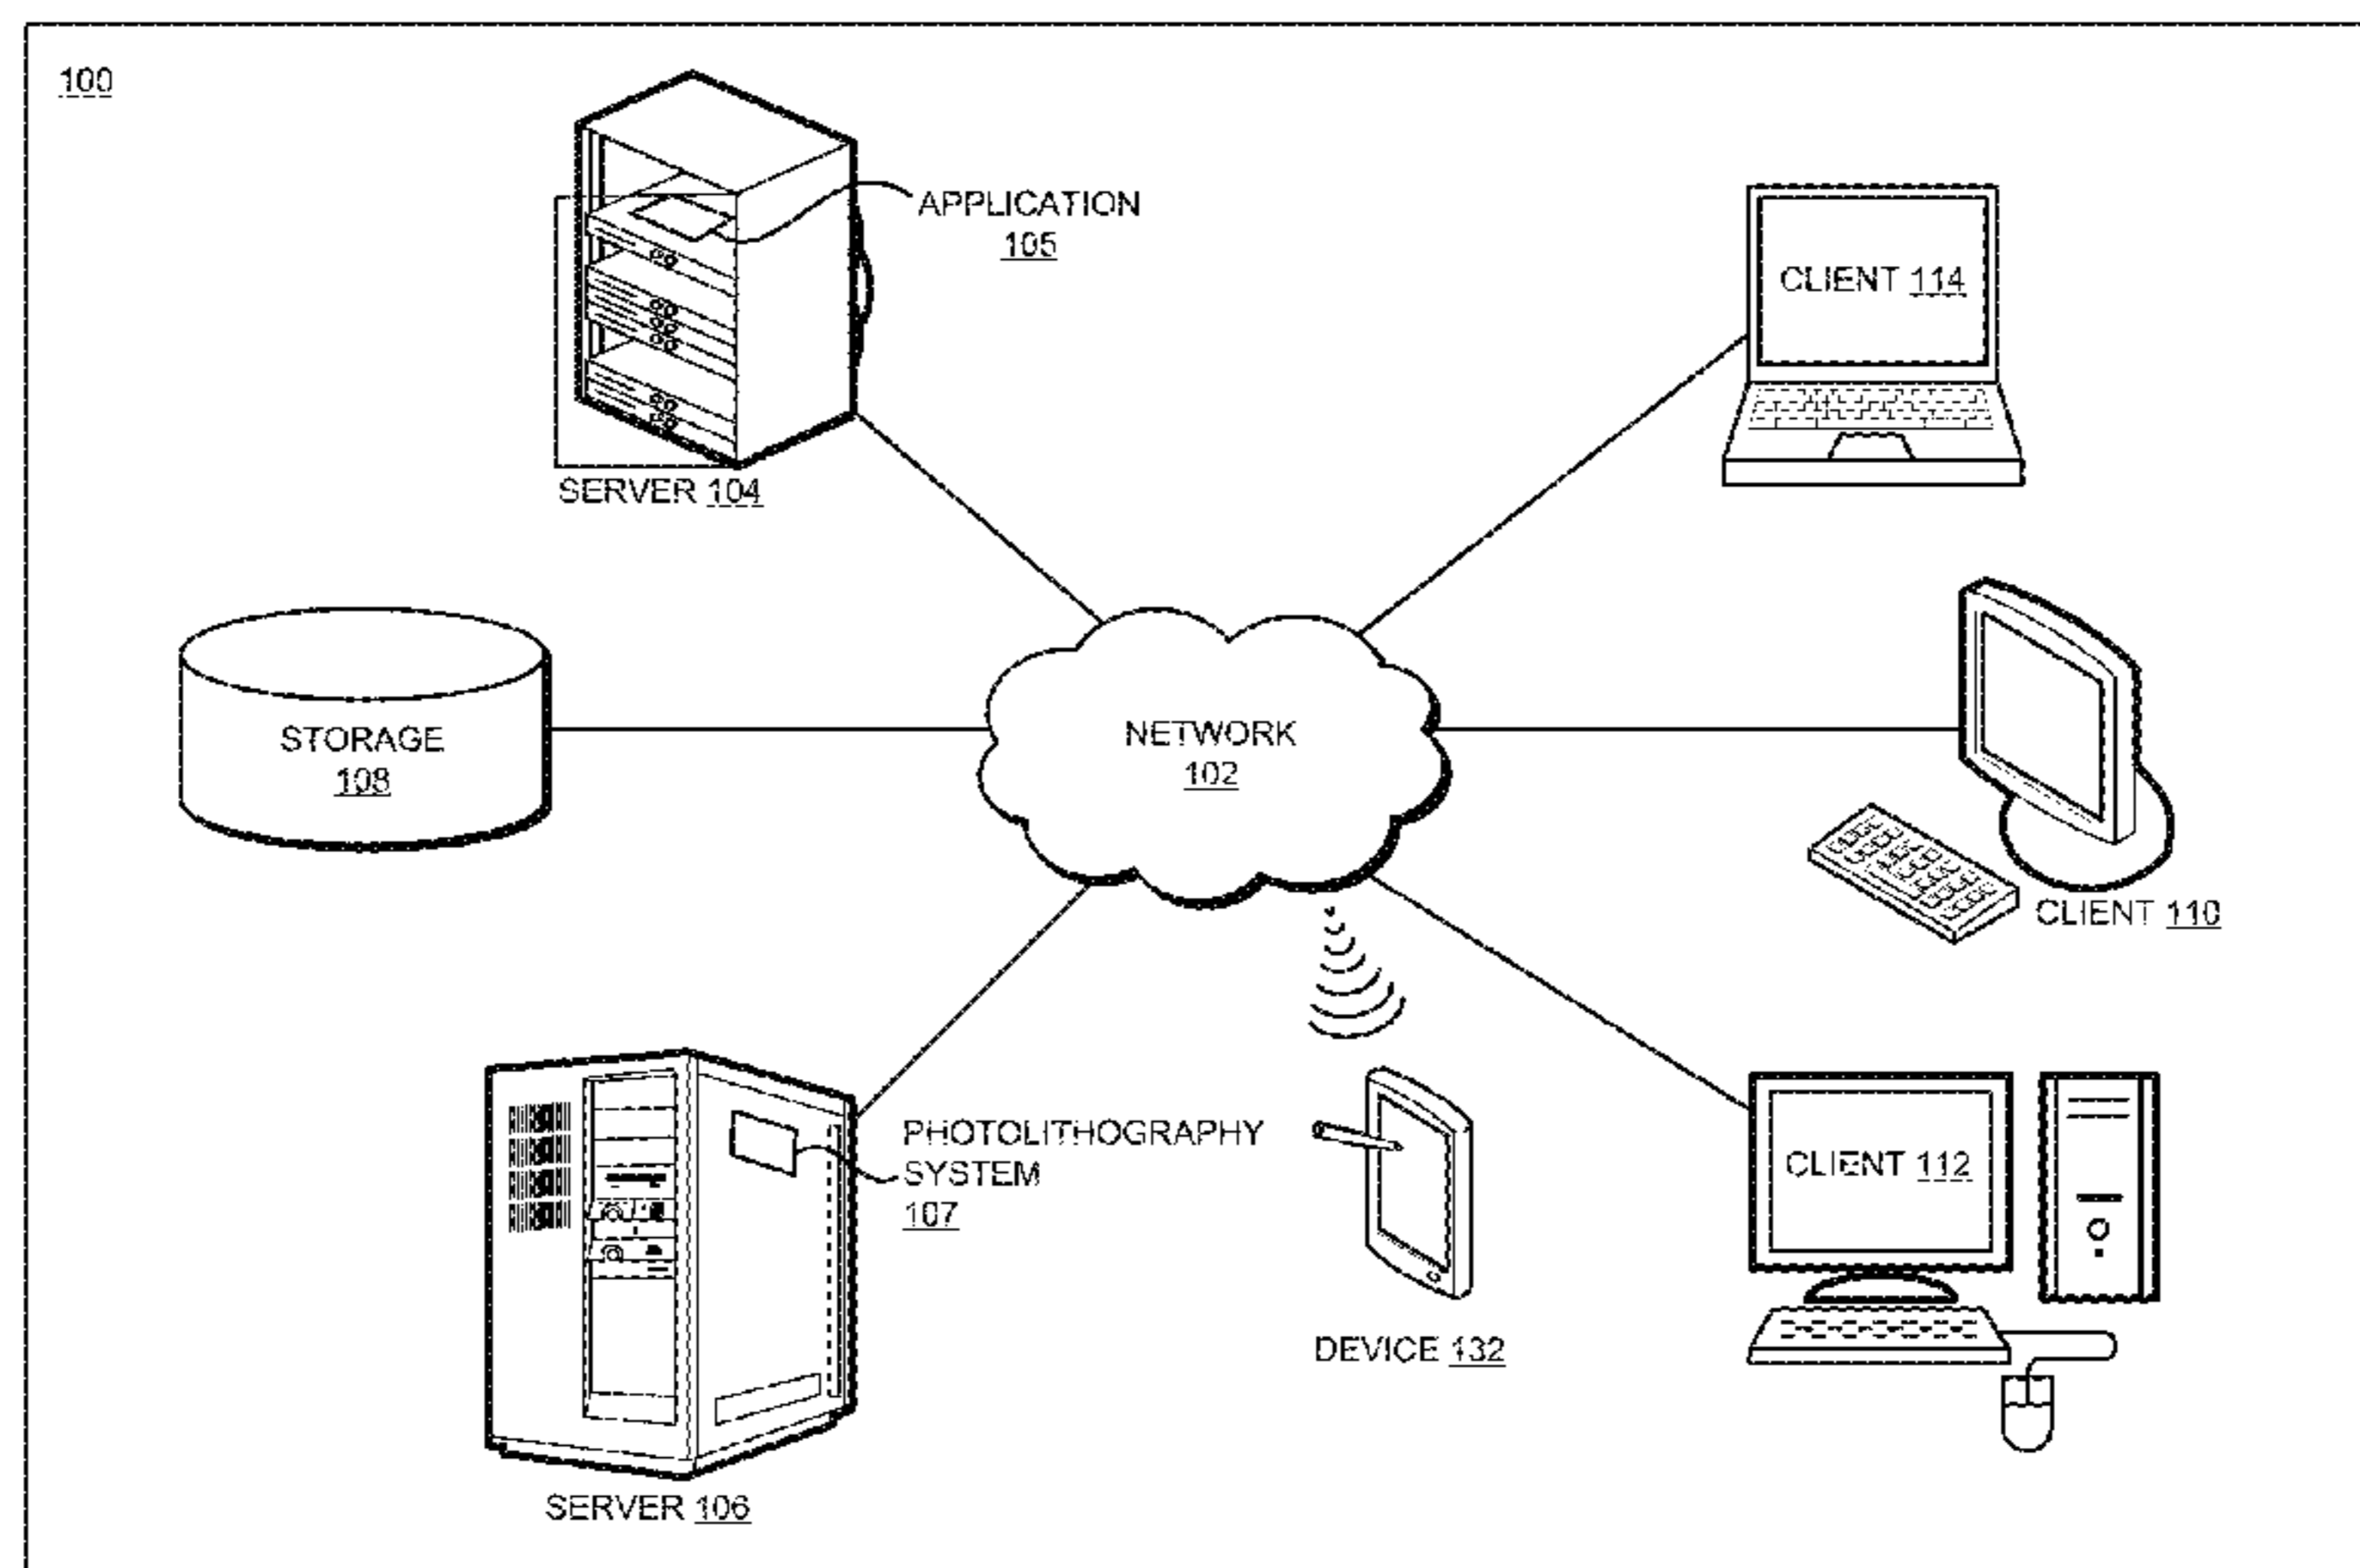 100
APPLICATION
105
CLIENT 114
SERVER 104
STORAGE
108
NETWORK
102
CLIENT 110
PHOTOLITHOGRAPHY
SYSTEM
107
CLIENT 112
DEVICE 132
SERVER 106